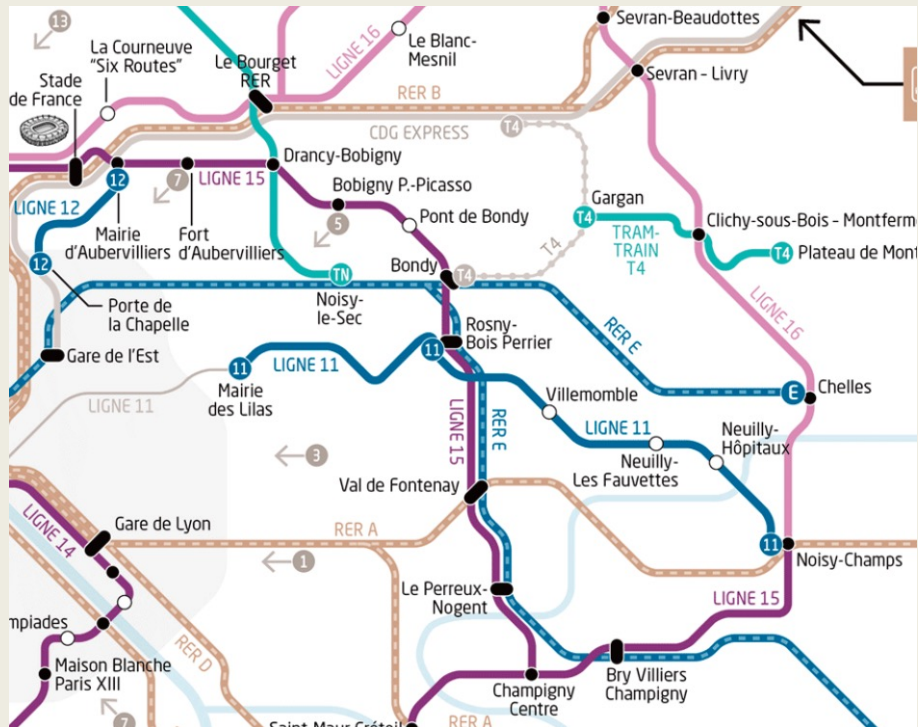 13
La Courneuve
"Six Routes"
Stade
de France
Le Bourget
RER
LIGNE 16
Le Blanc-
Mesnil
Sevran-Beaudottes
Sevran – Livry
RER B
CDG EXPRESS
T4
Drancy-Bobigny
LIGNE 15
7
12
LIGNE 12
Mairie
d'Aubervilliers
Fort
d'Aubervilliers
Bobigny P.-Picasso
5
Pont de Bondy
Gargan
T4
TRAM-
TRAIN
T4
T4
Clichy-sous-Bois – Montferm
T4
Plateau de Mont
12
Porte de
la Chapelle
TN
Noisy-
le-Sec
Bondy
T4
LIGNE 16
RER E
Gare de l'Est
Rosny-
Bois Perrier
11
LIGNE 11
11
Mairie
des Lilas
LIGNE 11
E
Chelles
Villemomble
LIGNE 11
Neuilly-
Hôpitaux
Neuilly-
Les Fauvettes
LIGNE 15
RER E
3
Val de Fontenay
LIGNE 14
Gare de Lyon
RER A
1
11
Noisy-Champs
Le Perreux-
Nogent
LIGNE 15
mpiades
RER D
Maison Blanche
Paris XIII
7
Champigny
Centre
Bry Villiers
Champigny
Saint-Maur Créteil
RER A